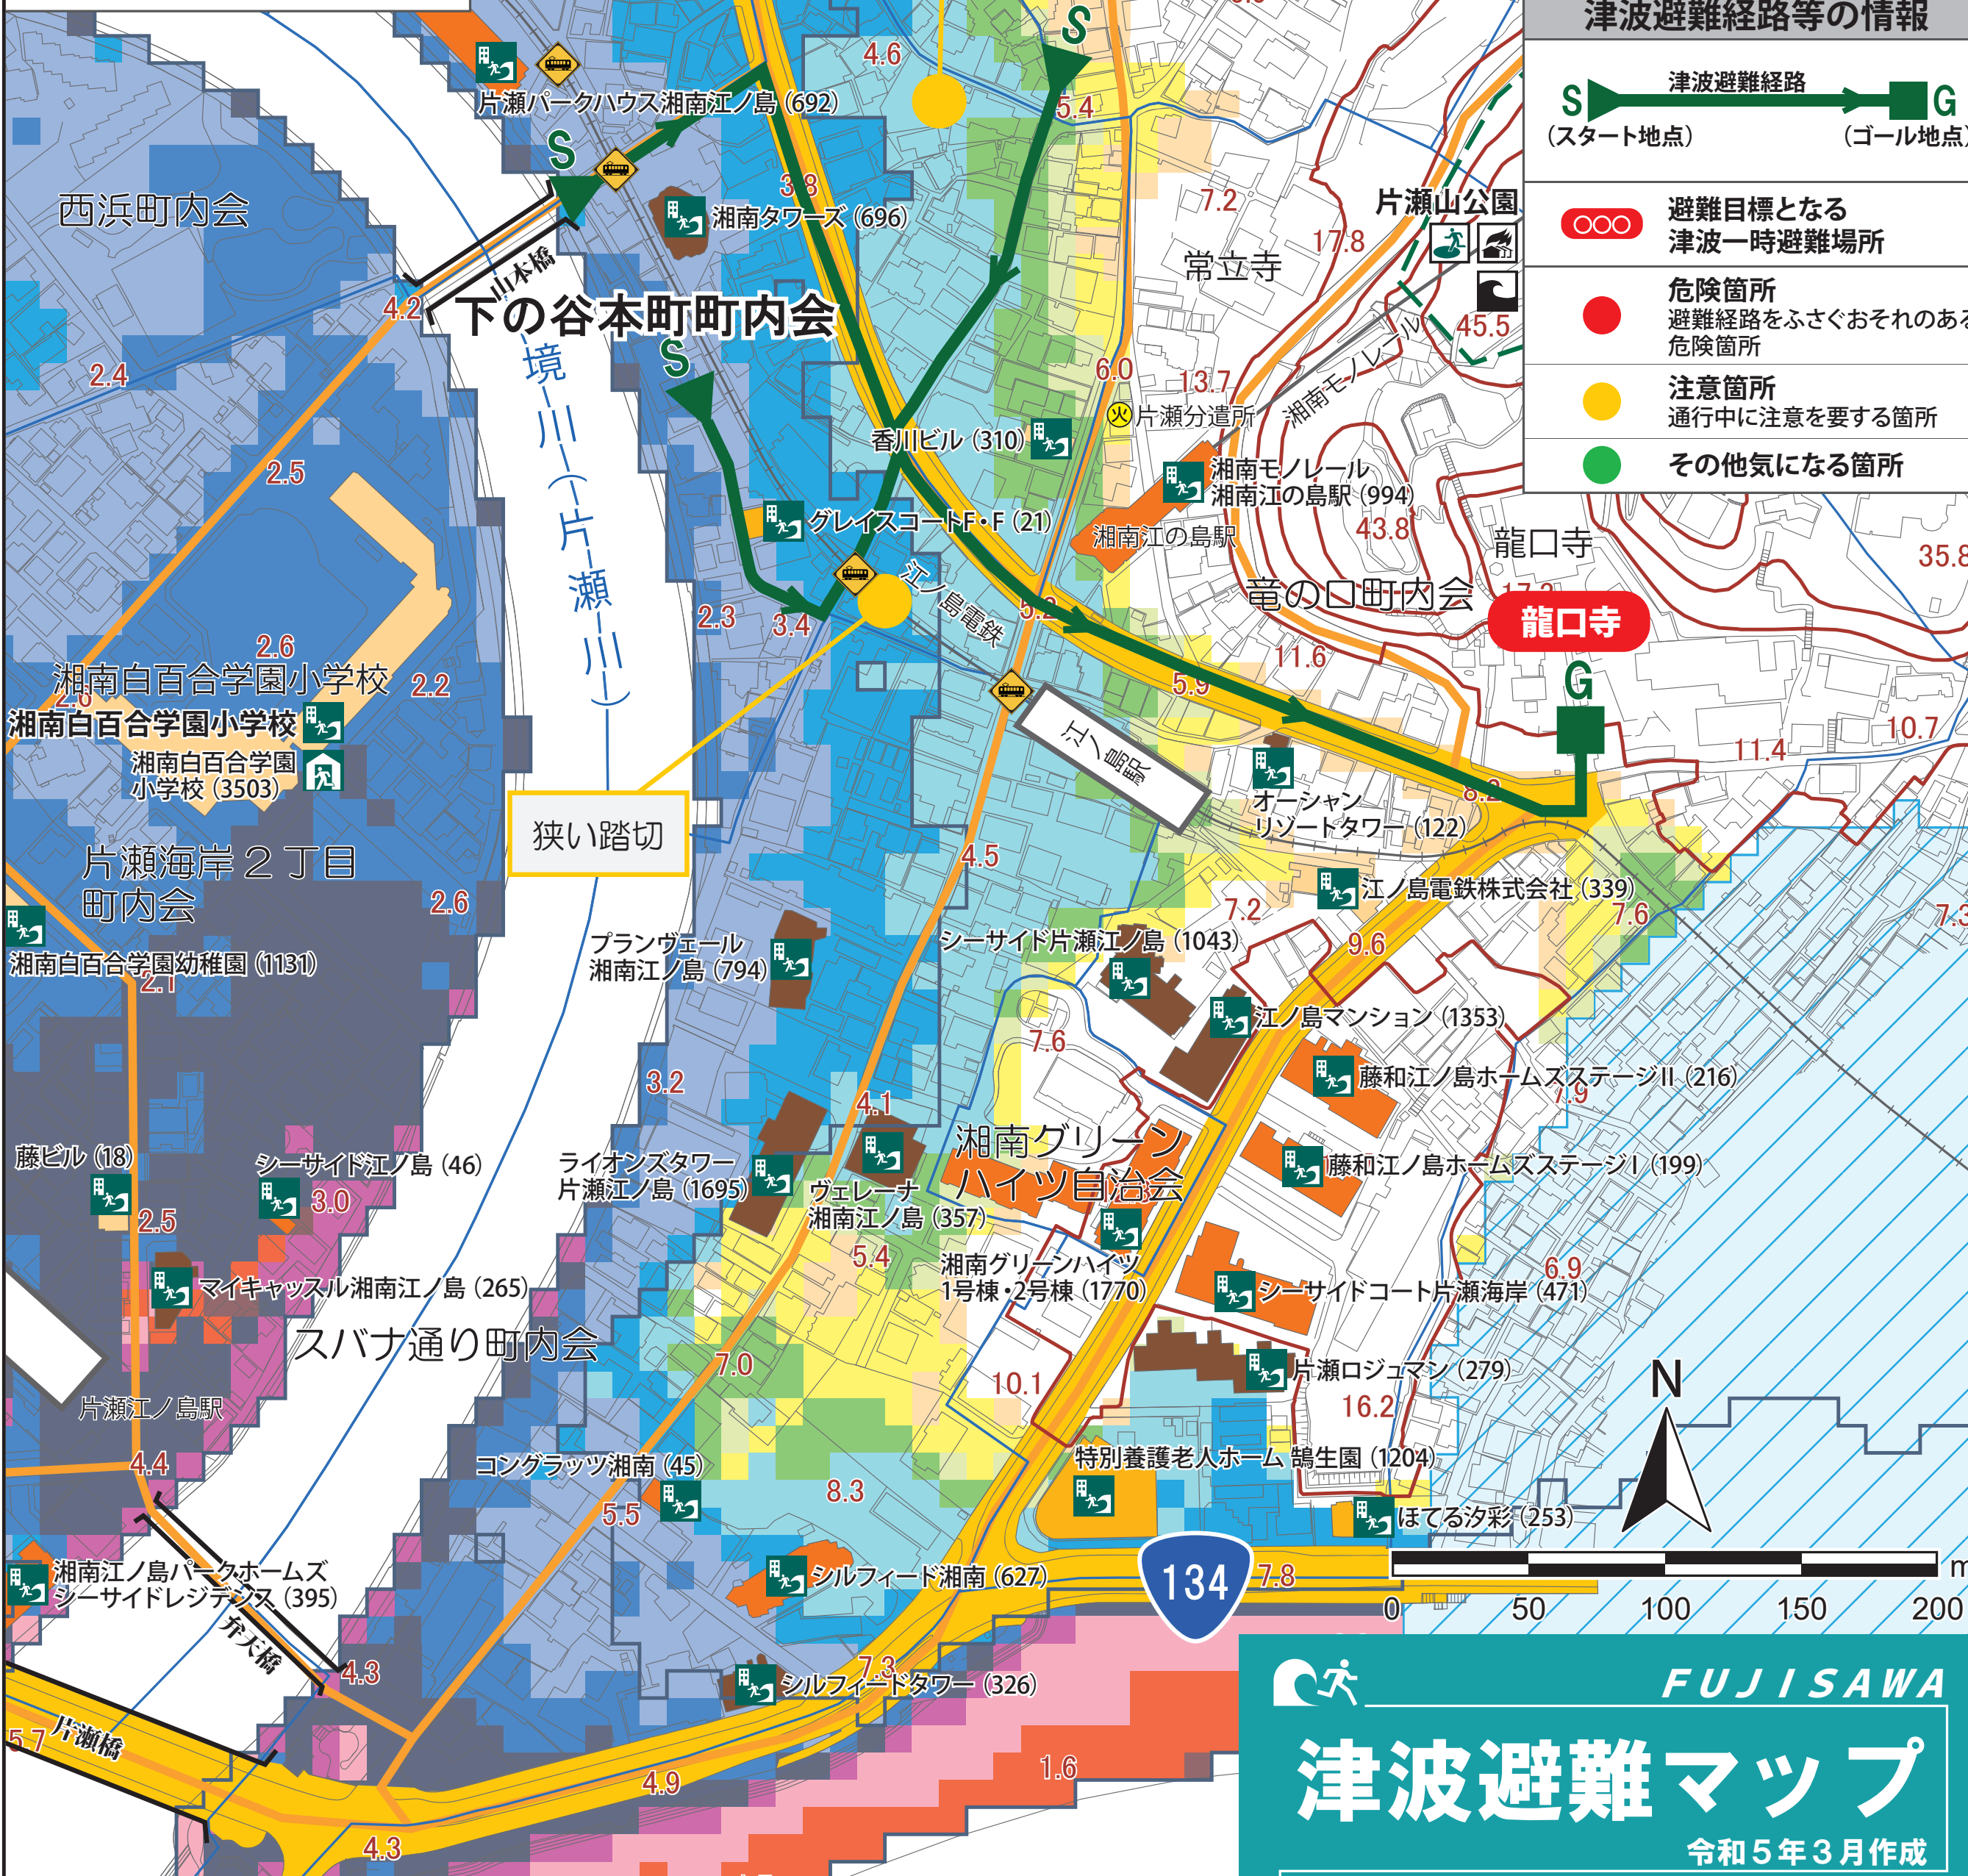 津波避難経路等の情報
津波避難経路
S
G
(スタート地点)
(ゴール地点)
○○○
避難目標となる
津波一時避難場所
危険箇所
避難経路をふさぐおそれのある
危険箇所
注意箇所
通行中に注意を要する箇所
その他気になる箇所
4.6
S
5.4
片瀬パークハウス湘南江ノ島(692)
S
3.8
7.2
片瀬山公園
西浜町内会
湘南タワーズ(696)
17.8
常立寺
山本橋
4.2
下の谷本町町内会
45.5
湘南モノレール
S
境川(片瀬川)
2.4
6.0
13.7
火
片瀬分遣所
香川ビル(310)
2.5
湘南モノレール
湘南江の島駅(994)
グレイスコートF・F(21)
湘南江の島駅
43.8
龍口寺
35.8
江ノ島電鉄
竜の口町内会
17.3
龍口寺
5.2
2.3
3.4
2.6
11.6
湘南白百合学園小学校
2.2
5.9
G
2.6
湘南白百合学園小学校
10.7
11.4
江ノ島駅
湘南白百合学園
小学校(3503)
8.2
オーシャン
リゾートタワー(122)
狭い踏切
4.5
片瀬海岸2丁目
町内会
2.6
江ノ島電鉄株式会社(339)
7.6
7.2
7.3
シーサイド片瀬江ノ島(1043)
9.6
プランヴェール
湘南江ノ島(794)
湘南白百合学園幼稚園(1131)
2.1
江ノ島マンション(1353)
7.6
3.2
藤和江ノ島ホームズステージⅡ(216)
7.9
4.1
湘南グリーン
ハイツ自治会
藤ビル(18)
シーサイド江ノ島(46)
3.0
ライオンズタワー
片瀬江ノ島(1695)
藤和江ノ島ホームズステージⅠ(199)
ヴェレーナ
湘南江ノ島(357)
2.5
5.4
湘南グリーンハイツ
1号棟・2号棟(1770)
6.9
マイキャッスル湘南江ノ島(265)
シーサイドコート片瀬海岸(471)
スバナ通り町内会
7.0
片瀬ロジュマン(279)
10.1
16.2
N
片瀬江ノ島駅
4.4
コングラッツ湘南(45)
特別養護老人ホーム 鵠生園(1204)
8.3
5.5
ほてる汐彩(253)
湘南江ノ島パークホームズ
シーサイドレジデンス(395)
シルフィード湘南(627)
134
7.8
m
0
50
100
150
200
弁天橋
4.3
7.3
シルフィードタワー(326)
5.7
片瀬橋
4.9
1.6
4.3
FUJISAWA
津波避難マップ
令和5年3月作成